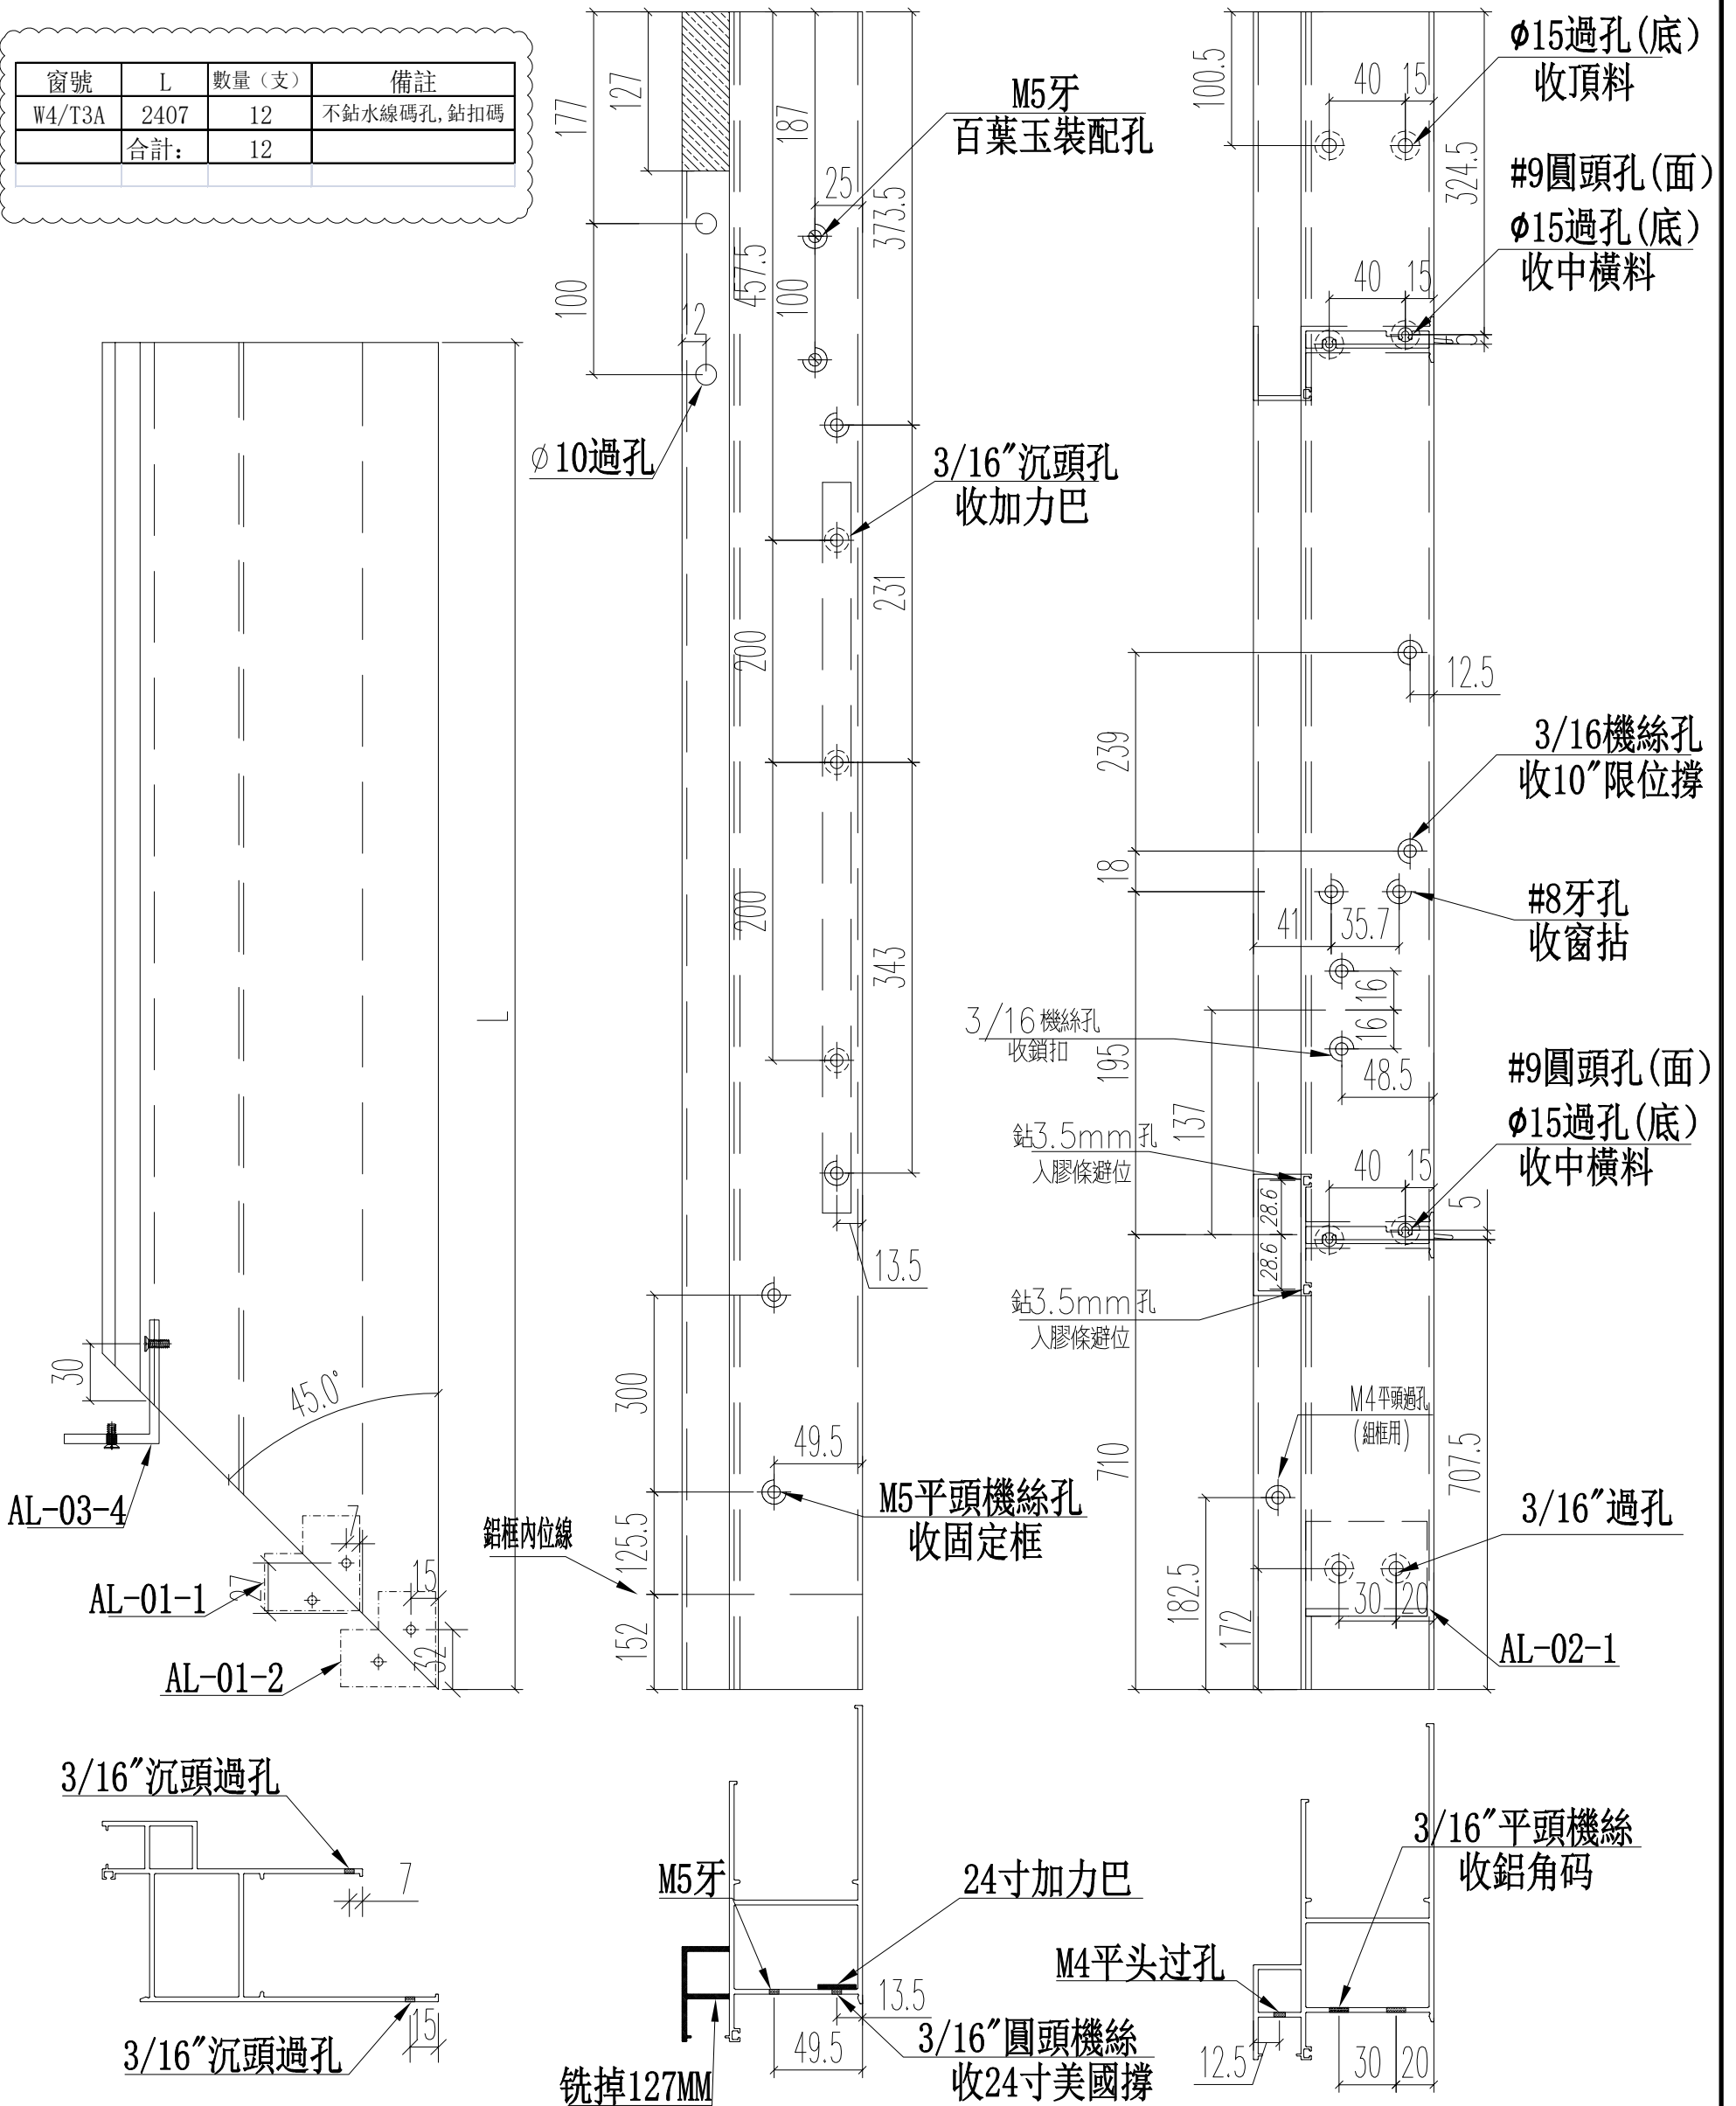 窗號 L 數量（支） 備註
W4/T3A 2407 12 不鉆水線碼孔,鉆扣碼
合計： 12
177
127
187
M5牙
百葉玉裝配孔
25
373.5
457.5
100
100
12
ϕ10過孔
3/16"沉頭孔
收加力巴
231
200
200
343
13.5
300
49.5
M5平頭機絲孔
收固定框
125.5
鋁框內位線
152
L
30
45.0°
AL-03-4
7
27
AL-01-1
15
32
AL-01-2
100.5
40 15
ϕ15過孔(底)
收頂料
324.5
#9圓頭孔(面)
ϕ15過孔(底)
收中橫料
40 15
12.5
239
3/16機絲孔
收10"限位撐
18
41 35.7
#8牙孔
收窗拈
16
16
3/16機絲孔
收鎖扣
195
48.5
137
#9圓頭孔(面)
ϕ15過孔(底)
收中橫料
鉆3.5mm孔
入膠條避位
40 15
5
28.6
28.6
鉆3.5mm孔
入膠條避位
M4平頭過孔
(組框用)
710
707.5
3/16"過孔
182.5
172
30 20
AL-02-1
3/16"沉頭過孔
7
15
3/16"沉頭過孔
M5牙
24寸加力巴
13.5
49.5
3/16"圓頭機絲
收24寸美國撐
铣掉127MM
3/16"平頭機絲
收鋁角码
M4平头过孔
12.5
30 20